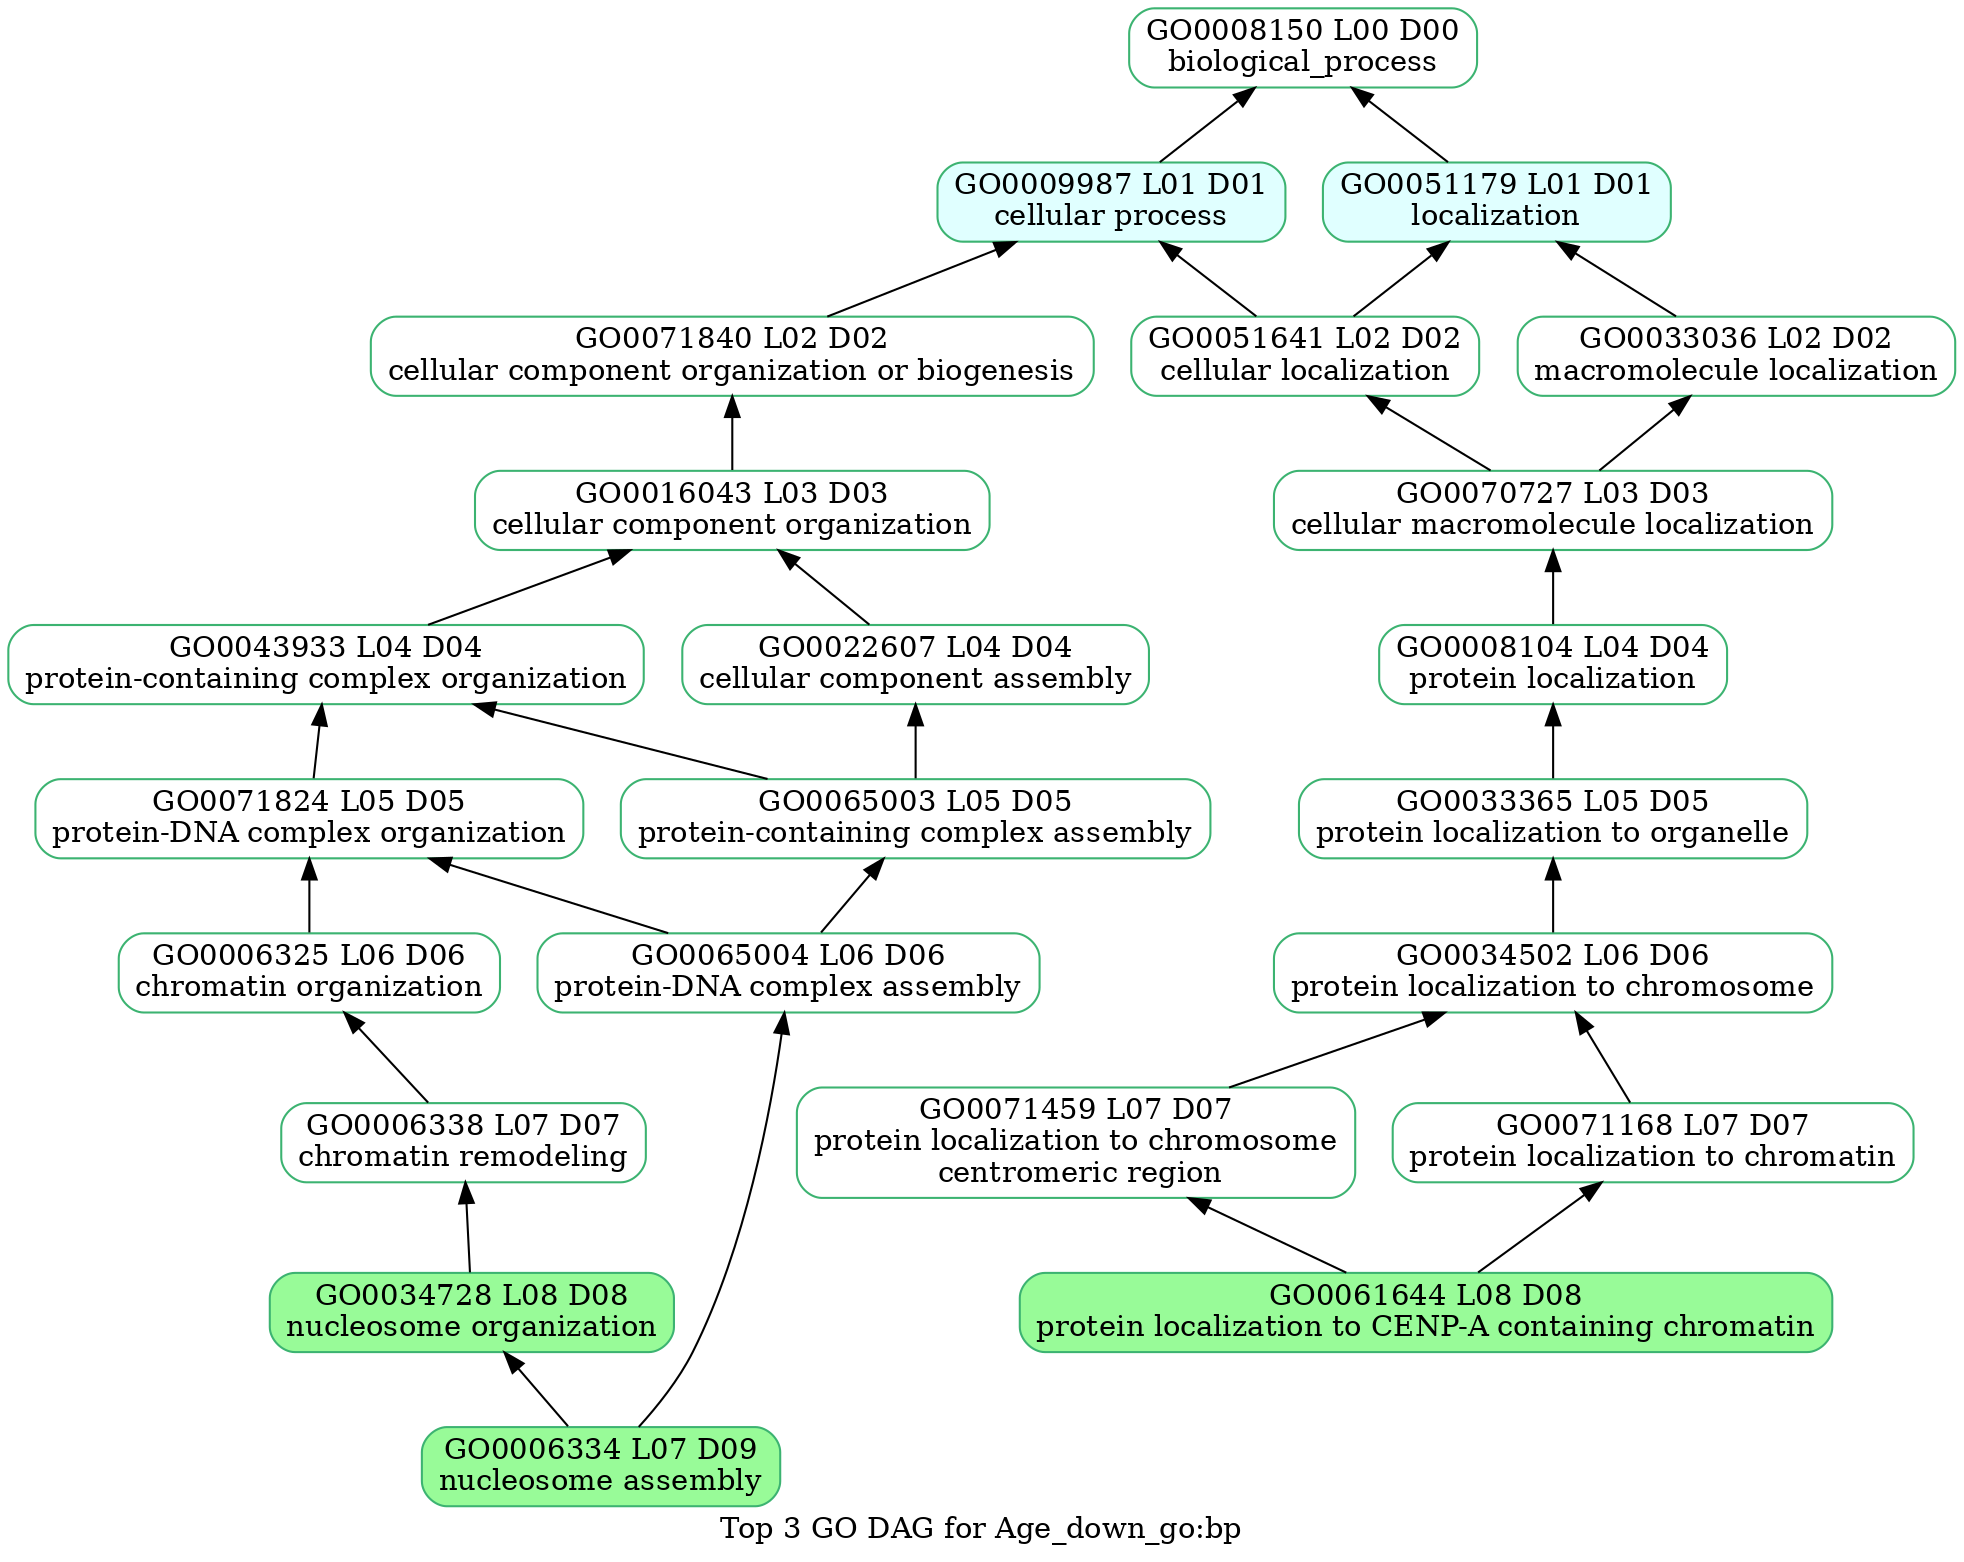 GO0008150 L00 D00
biological_process
GO0009987 L01 D01
cellular process
GO0051179 L01 D01
localization
GO0071840 L02 D02
cellular component organization or biogenesis
GO0051641 L02 D02
cellular localization
GO0033036 L02 D02
macromolecule localization
GO0016043 L03 D03
cellular component organization
GO0070727 L03 D03
cellular macromolecule localization
GO0043933 L04 D04
protein-containing complex organization
GO0022607 L04 D04
cellular component assembly
GO0008104 L04 D04
protein localization
GO0071824 L05 D05
protein-DNA complex organization
GO0065003 L05 D05
protein-containing complex assembly
GO0033365 L05 D05
protein localization to organelle
GO0006325 L06 D06
chromatin organization
GO0065004 L06 D06
protein-DNA complex assembly
GO0034502 L06 D06
protein localization to chromosome
GO0006338 L07 D07
chromatin remodeling
GO0071459 L07 D07
protein localization to chromosome
centromeric region
GO0071168 L07 D07
protein localization to chromatin
GO0034728 L08 D08
nucleosome organization
GO0061644 L08 D08
protein localization to CENP-A containing chromatin
GO0006334 L07 D09
nucleosome assembly
Top 3 GO DAG for Age_down_go:bp